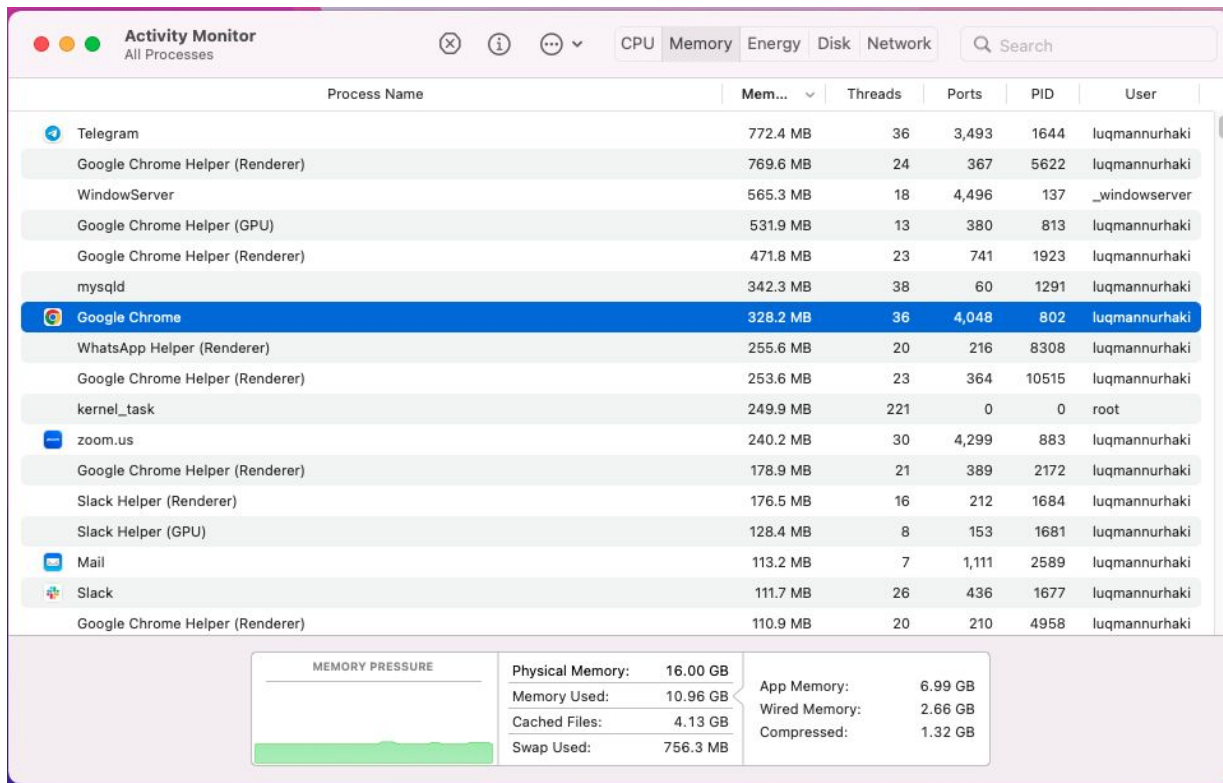 Activity Monitor
All Processes
CPU Memory Energy Disk Network
Search
Process Name Mem... Threads Ports PID User
Telegram 772.4 MB 36 3,493 1644 luqmannurhaki
Google Chrome Helper (Renderer) 769.6 MB 24 367 5622 luqmannurhaki
WindowServer 565.3 MB 18 4,496 137 _windowserver
Google Chrome Helper (GPU) 531.9 MB 13 380 813 luqmannurhaki
Google Chrome Helper (Renderer) 471.8 MB 23 741 1923 luqmannurhaki
mysqld 342.3 MB 38 60 1291 luqmannurhaki
Google Chrome 328.2 MB 36 4,048 802 luqmannurhaki
WhatsApp Helper (Renderer) 255.6 MB 20 216 8308 luqmannurhaki
Google Chrome Helper (Renderer) 253.6 MB 23 364 10515 luqmannurhaki
kernel_task 249.9 MB 221 0 0 root
zoom.us 240.2 MB 30 4,299 883 luqmannurhaki
Google Chrome Helper (Renderer) 178.9 MB 21 389 2172 luqmannurhaki
Slack Helper (Renderer) 176.5 MB 16 212 1684 luqmannurhaki
Slack Helper (GPU) 128.4 MB 8 153 1681 luqmannurhaki
Mail 113.2 MB 7 1,111 2589 luqmannurhaki
Slack 111.7 MB 26 436 1677 luqmannurhaki
Google Chrome Helper (Renderer) 110.9 MB 20 210 4958 luqmannurhaki
MEMORY PRESSURE
Physical Memory: 16.00 GB
Memory Used: 10.96 GB
Cached Files: 4.13 GB
Swap Used: 756.3 MB
App Memory: 6.99 GB
Wired Memory: 2.66 GB
Compressed: 1.32 GB